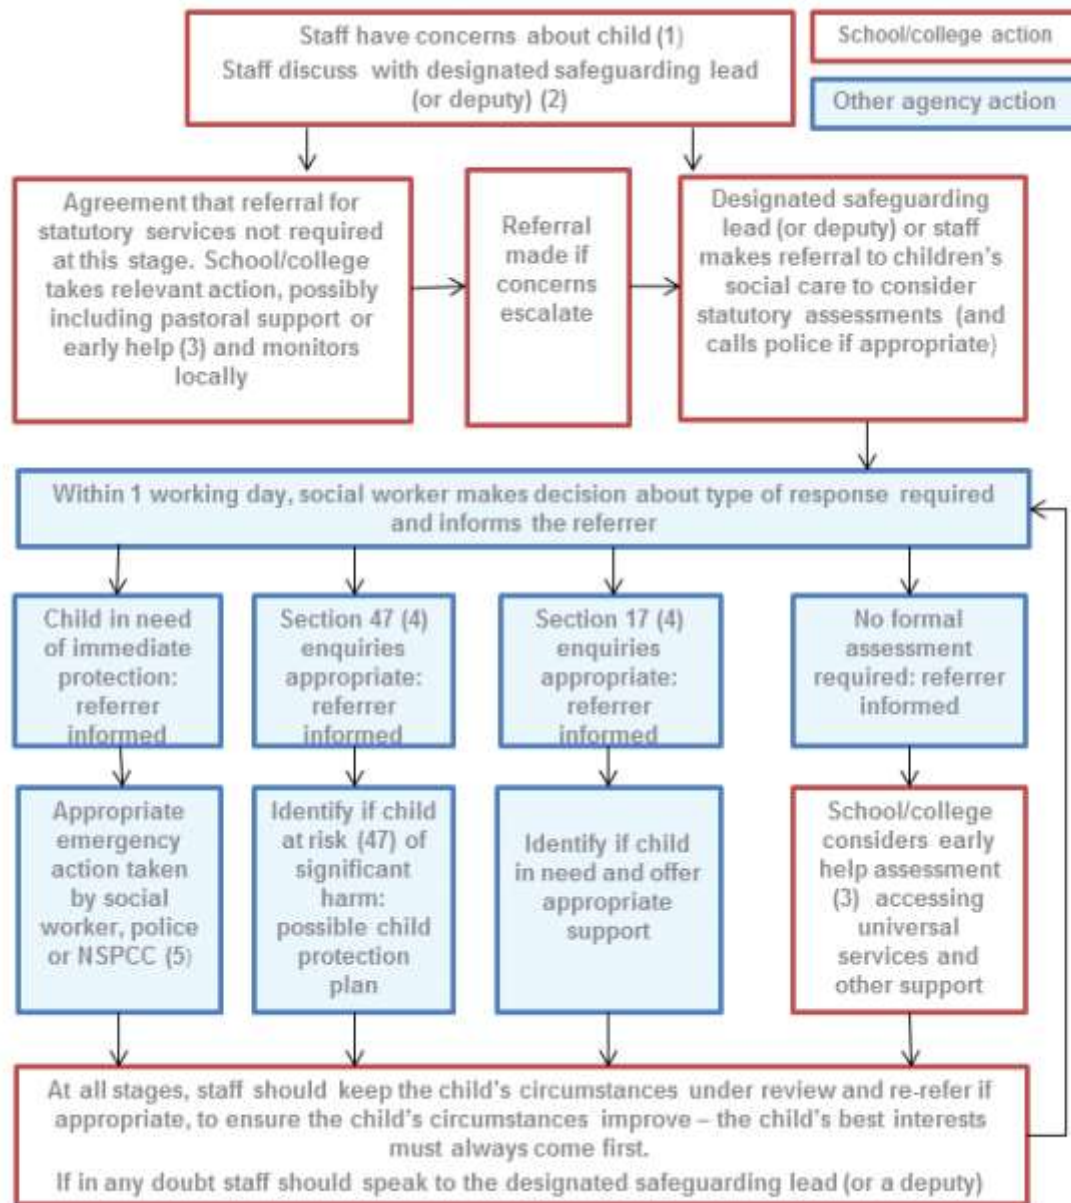 Staff have concerns about child (1)
Staff discuss with designated safeguarding lead
(or deputy) (2)
School/college action
Other agency action
Agreement that referral for
statutory services not required
at this stage. School/college
takes relevant action, possibly
including pastoral support or
early help (3) and monitors
locally
Referral
made if
concerns
escalate
Designated safeguarding
lead (or deputy) or staff
makes referral to children's
social care to consider
statutory assessments (and
calls police if appropriate)
Within 1 working day, social worker makes decision about type of response required
and informs the referrer
Child in need
of immediate
protection:
referrer
informed
Section 47 (4)
enquiries
appropriate:
referrer
informed
Section 17 (4)
enquiries
appropriate:
referrer
informed
No formal
assessment
required: referrer
informed
Appropriate
emergency
action taken
by social
worker, police
or NSPCC (5)
Identify if child
at risk (47) of
significant
harm:
possible child
protection
plan
Identify if child
in need and offer
appropriate
support
School/college
considers early
help assessment
(3) accessing
universal
services and
other support
At all stages, staff should keep the child's circumstances under review and re-refer if
appropriate, to ensure the child's circumstances improve – the child's best interests
must always come first.
If in any doubt staff should speak to the designated safeguarding lead (or a deputy)